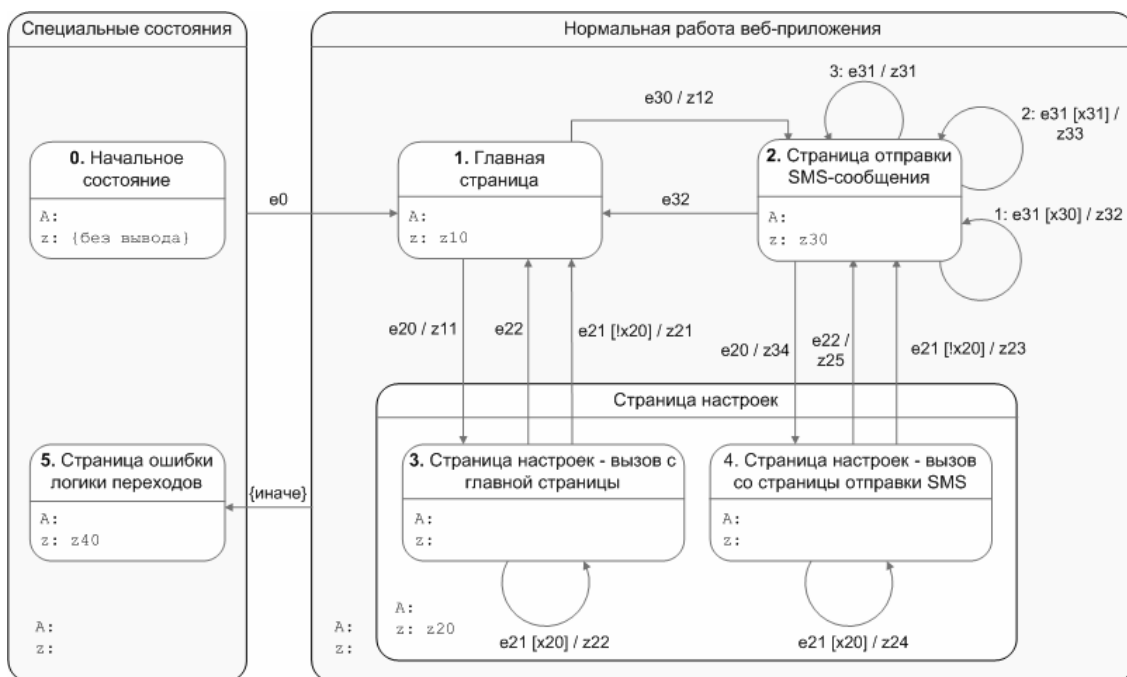 Специальные состояния
Нормальная работа веб-приложения
3: e31 / z31
e30 / z12
2: e31 [x31] /
z33
0. Начальное
состояние
A:
z: {без вывода}
e0
1. Главная
страница
A:
z: z10
e32
2. Страница отправки
SMS-сообщения
A:
z: z30
1: e31 [x30] / z32
e20 / z11
e22
e21 [!x20] / z21
e20 / z34
e22 /
z25
e21 [!x20] / z23
Страница настроек
5. Страница ошибки
логики переходов
A:
z: z40
{иначе}
3. Страница настроек - вызов с
главной страницы
A:
z:
4. Страница настроек - вызов
со страницы отправки SMS
A:
z:
A:
z: z20
e21 [x20] / z22
e21 [x20] / z24
A:
z:
A:
z: